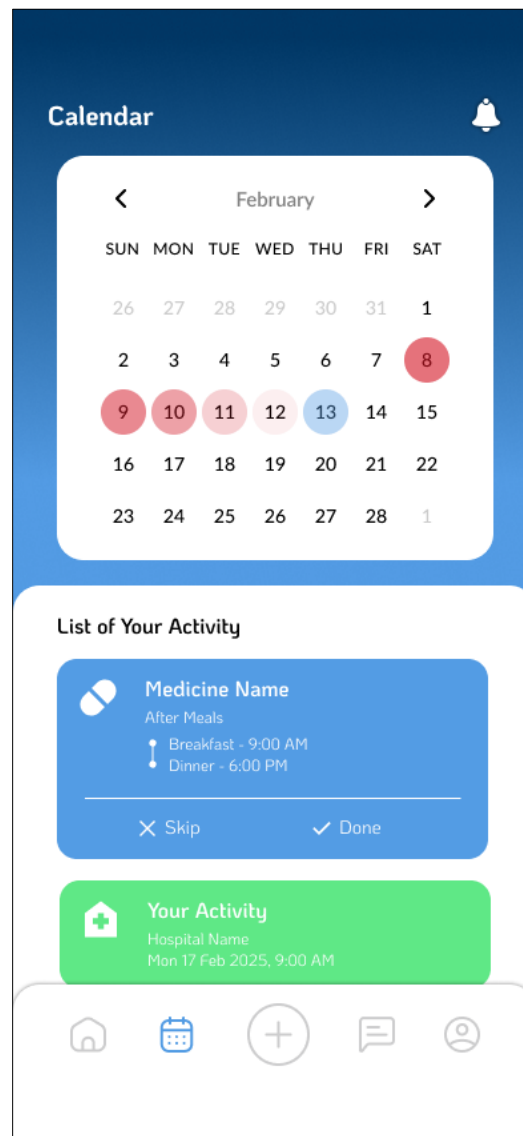 Calendar
February
SUN MON TUE WED THU FRI SAT
26 27 28 29 30 31 1
2 3 4 5 6 7 8
9 10 11 12 13 14 15
16 17 18 19 20 21 22
23 24 25 26 27 28 1
List of Your Activity
Medicine Name
After Meals
Breakfast - 9:00 AM
Dinner - 6:00 PM
Skip Done
Your Activity
Hospital Name
Mon 17 Feb 2025, 9:00 AM